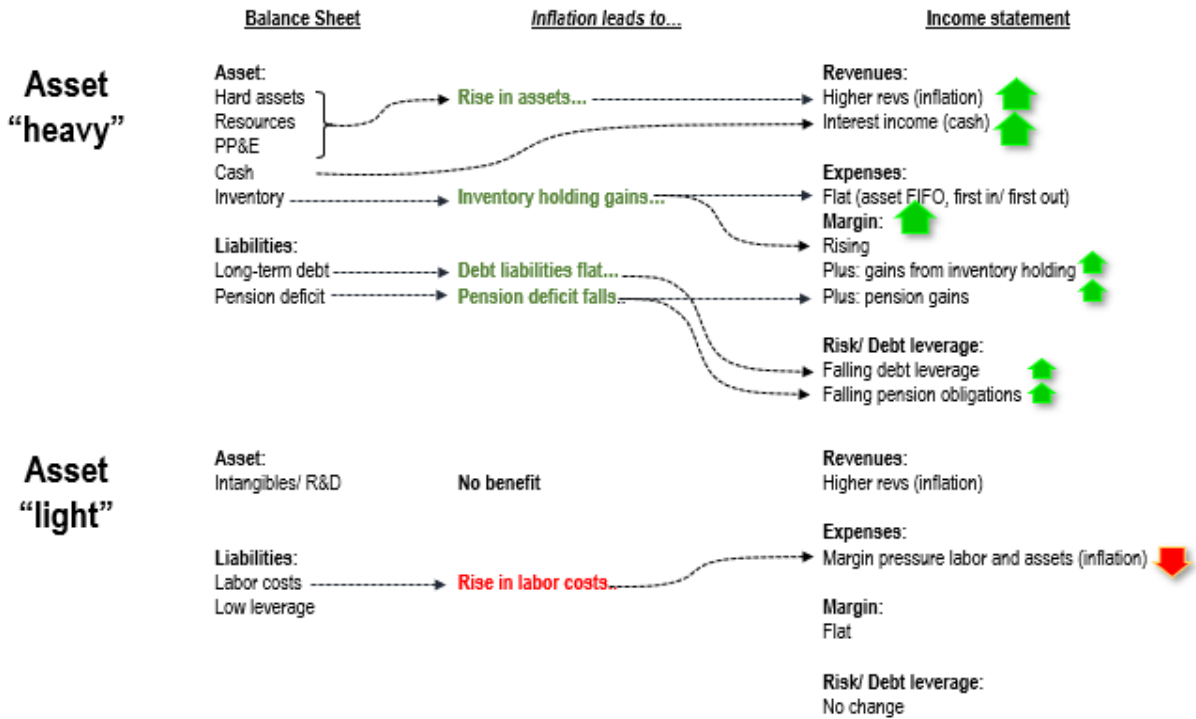 Balance Sheet
Inflation leads to...
Income statement
Asset
"heavy"
Asset:
Hard assets
Resources
PP&E
Cash
Inventory
Liabilities:
Long-term debt
Pension deficit
Rise in assets...
Inventory holding gains...
Debt liabilities flat...
Pension deficit falls..
Revenues:
Higher revs (inflation)
Interest income (cash)
Expenses:
Flat (asset FIFO, first in/ first out)
Margin:
Rising
Plus: gains from inventory holding
Plus: pension gains
Risk/ Debt leverage:
Falling debt leverage
Falling pension obligations
Asset
"light"
Asset:
Intangibles/ R&D
Liabilities:
Labor costs
Low leverage
No benefit
Rise in labor costs..
Revenues:
Higher revs (inflation)
Expenses:
Margin pressure labor and assets (inflation)
Margin:
Flat
Risk/ Debt leverage:
No change